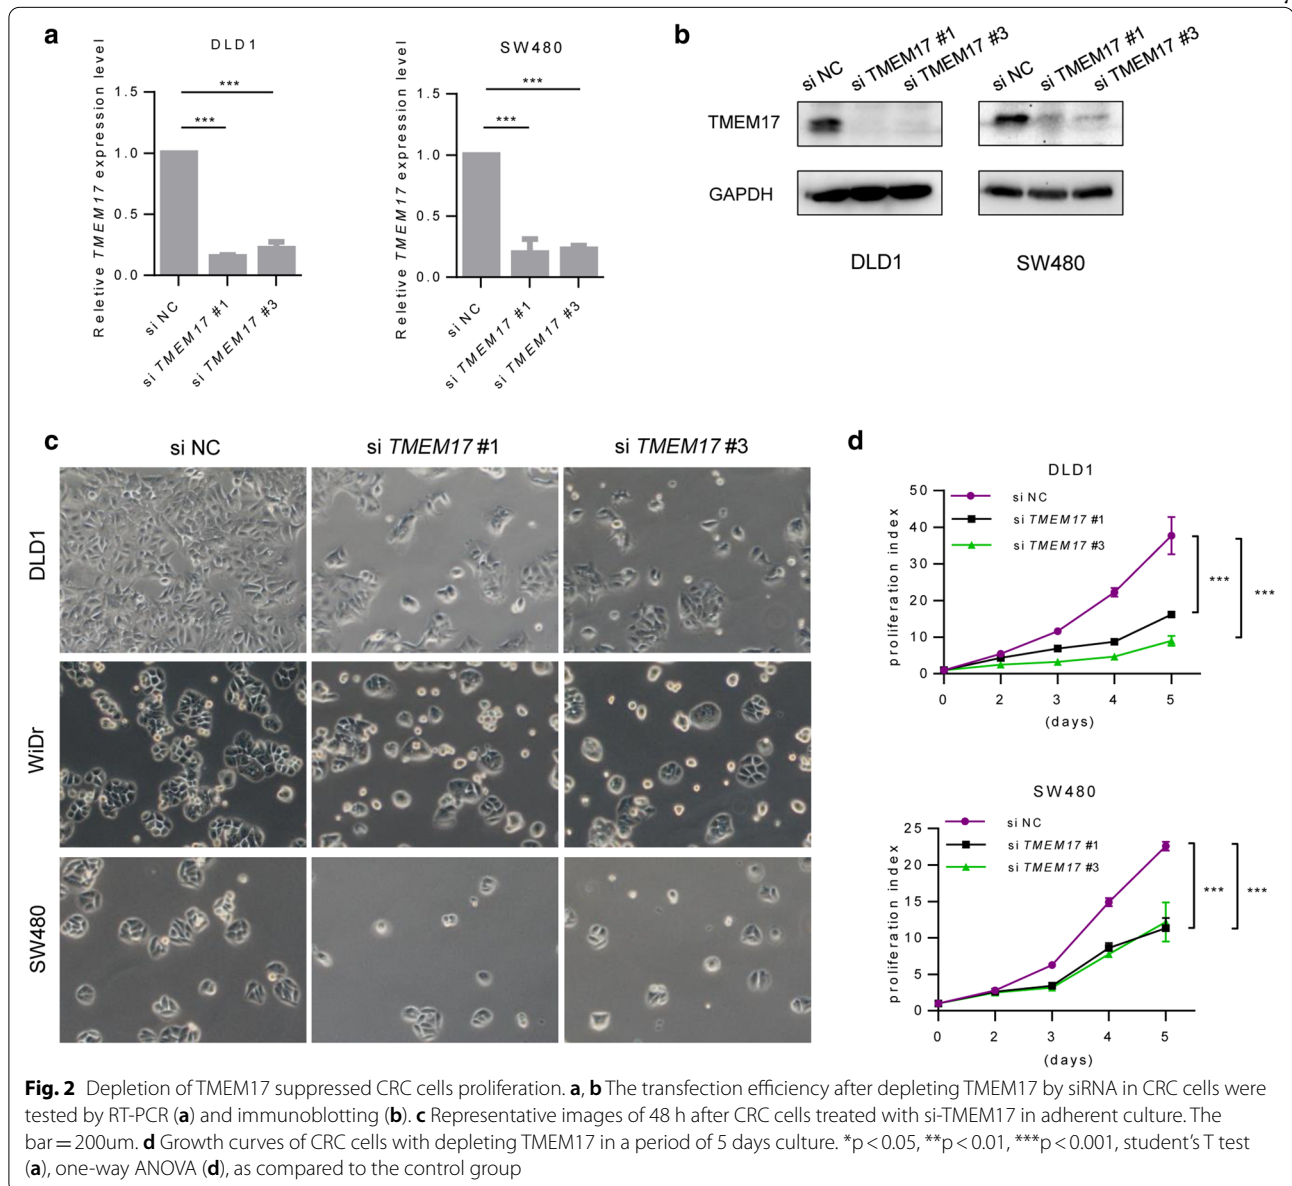 a
DLD1
Reletive TMEM17 expression level
1.5
1.0
0.5
0.0
***
***
si NC
si TMEM17 #1
si TMEM17 #3
SW480
Reletive TMEM17 expression level
1.5
1.0
0.5
0.0
***
***
si NC
si TMEM17 #1
si TMEM17 #3
b
si NC
si TMEM17 #1
si TMEM17 #3
si NC
si TMEM17 #1
si TMEM17 #3
TMEM17
GAPDH
DLD1
SW480
c
si NC
si TMEM17 #1
si TMEM17 #3
DLD1
WiDr
SW480
d
DLD1
proliferation index
50
40
30
20
10
0
si NC
si TMEM17 #1
si TMEM17 #3
***
***
0 2 3 4 5
(days)
SW480
proliferation index
25
20
15
10
5
0
si NC
si TMEM17 #1
si TMEM17 #3
***
***
0 2 3 4 5
(days)
Fig. 2 Depletion of TMEM17 suppressed CRC cells proliferation. a, b The transfection efficiency after depleting TMEM17 by siRNA in CRC cells were
tested by RT-PCR (a) and immunoblotting (b). c Representative images of 48 h after CRC cells treated with si-TMEM17 in adherent culture. The
bar = 200um. d Growth curves of CRC cells with depleting TMEM17 in a period of 5 days culture. *p < 0.05, **p < 0.01, ***p < 0.001, student's T test
(a), one-way ANOVA (d), as compared to the control group